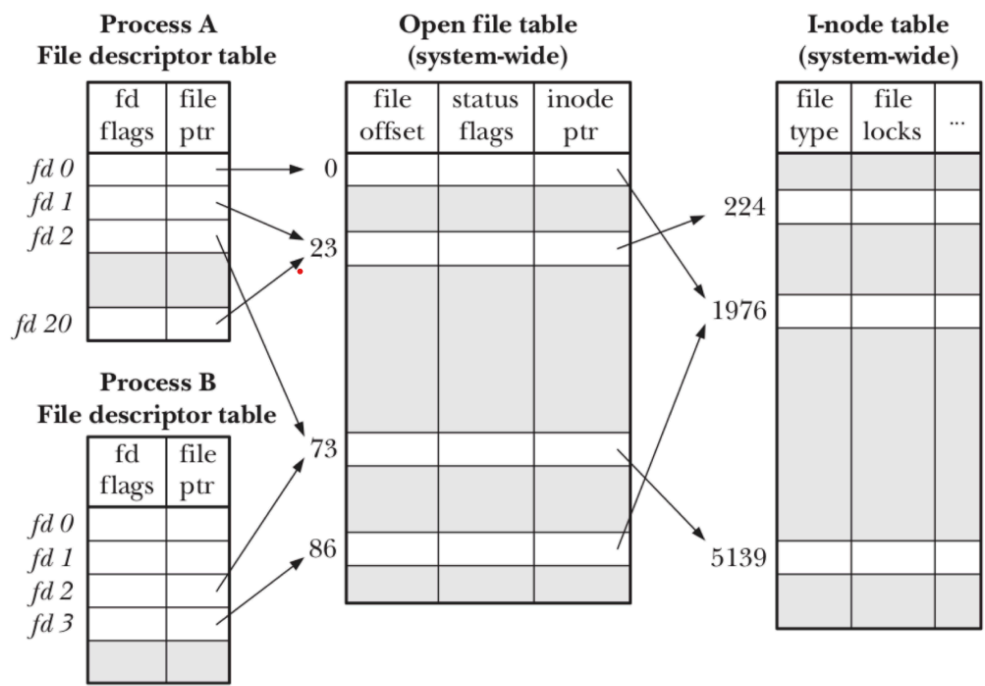 Process A
File descriptor table
fd
flags
file
ptr
fd 0
fd 1
fd 2
fd 20
Process B
File descriptor table
fd
flags
file
ptr
fd 0
fd 1
fd 2
fd 3
Open file table
(system-wide)
file
offset
status
flags
inode
ptr
0
23
73
86
I-node table
(system-wide)
file
type
file
locks
...
224
1976
5139